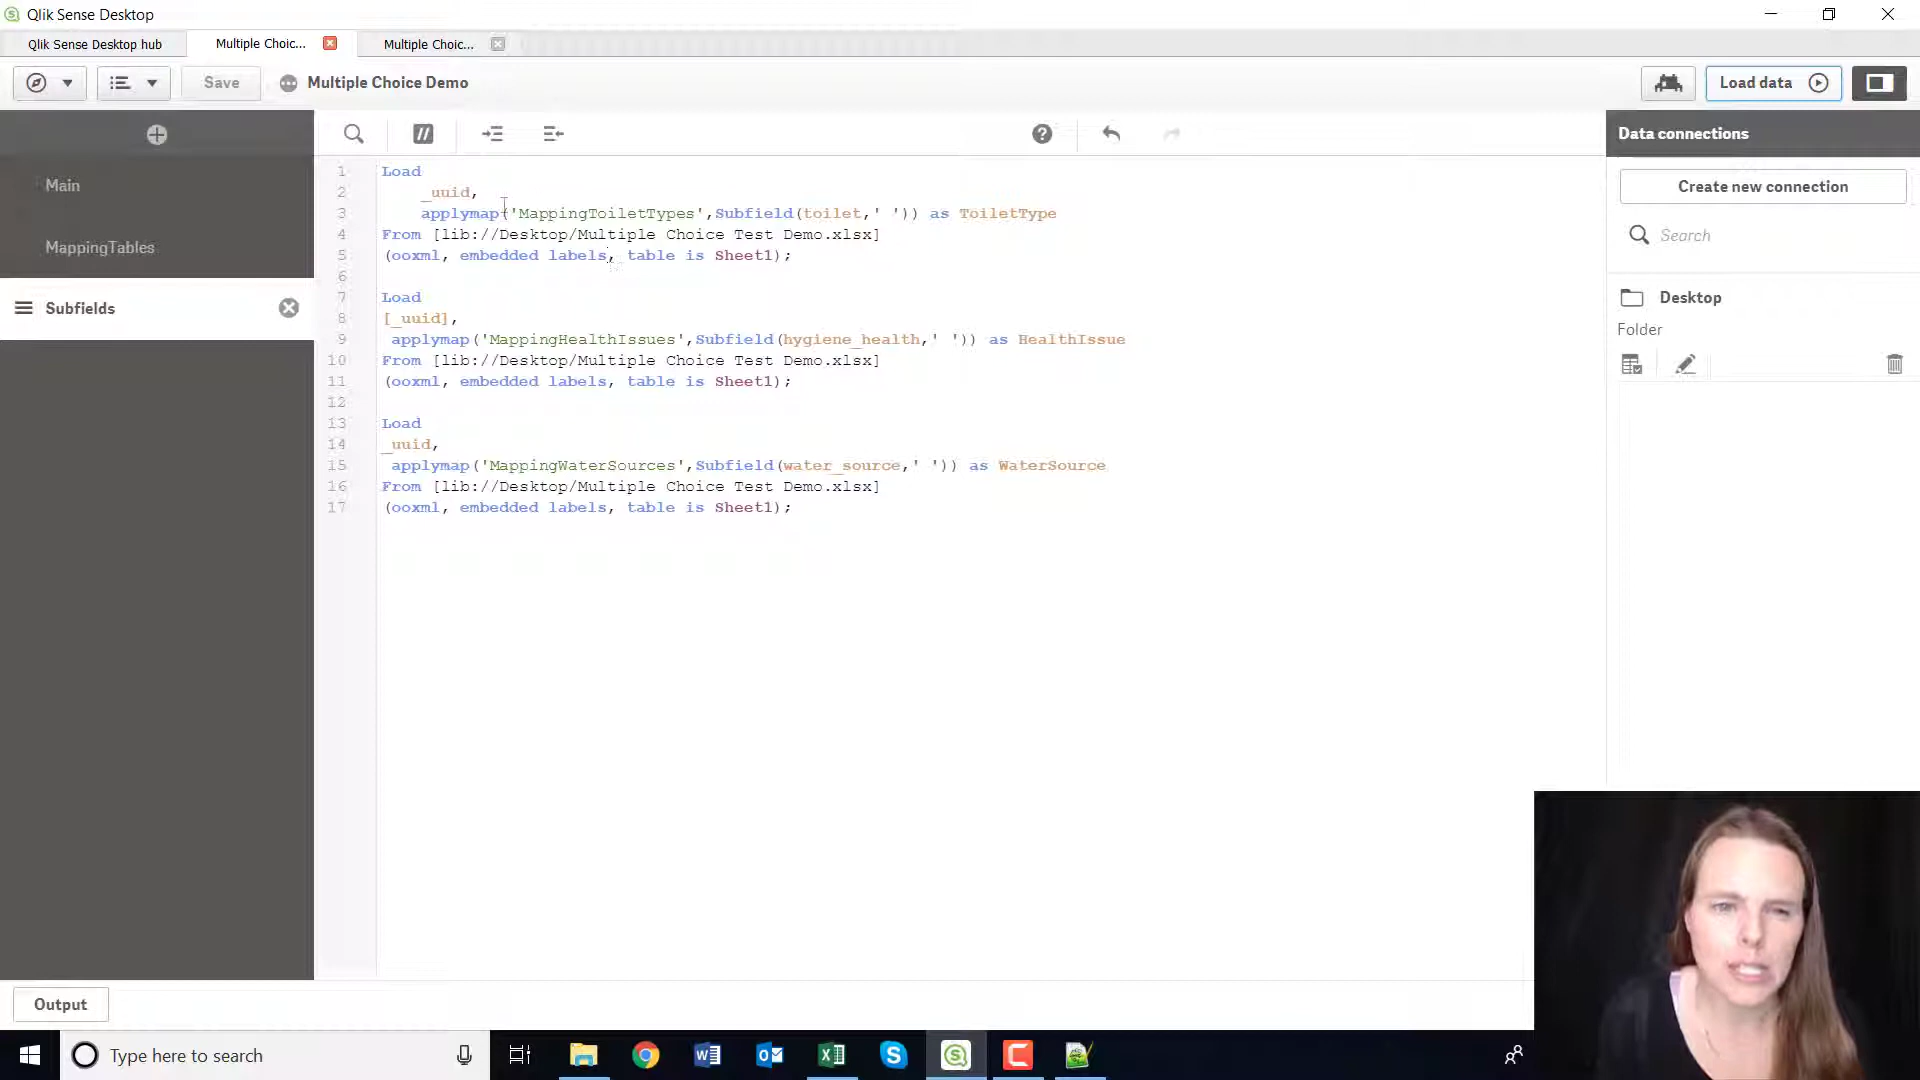 Qlik Sense Desktop
Qlik Sense Desktop hub
Multiple Choic...
Multiple Choic...
Save
Multiple Choice Demo
Load data
Main
MappingTables
Subfields
1 Load
2 _uuid,
3 applymap('MappingToiletTypes',Subfield(toilet,' ')) as ToiletType
4 From [lib://Desktop/Multiple Choice Test Demo.xlsx]
5 (ooxml, embedded labels, table is Sheet1);
6
7 Load
8 [_uuid],
9 applymap('MappingHealthIssues',Subfield(hygiene_health,' ')) as HealthIssue
10 From [lib://Desktop/Multiple Choice Test Demo.xlsx]
11 (ooxml, embedded labels, table is Sheet1);
12
13 Load
14 _uuid,
15 applymap('MappingWaterSources',Subfield(water_source,' ')) as WaterSource
16 From [lib://Desktop/Multiple Choice Test Demo.xlsx]
17 (ooxml, embedded labels, table is Sheet1);
Data connections
Create new connection
Search
Desktop
Folder
Output
Type here to search